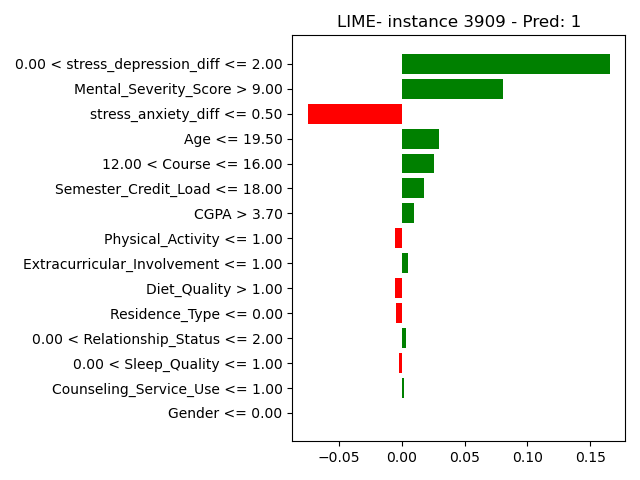 LIME- instance 3909 - Pred: 1
0.00 < stress_depression_diff <= 2.00
Mental_Severity_Score > 9.00
stress_anxiety_diff <= 0.50
Age <= 19.50
12.00 < Course <= 16.00
Semester_Credit_Load <= 18.00
CGPA > 3.70
Physical_Activity <= 1.00
Extracurricular_Involvement <= 1.00
Diet_Quality > 1.00
Residence_Type <= 0.00
0.00 < Relationship_Status <= 2.00
0.00 < Sleep_Quality <= 1.00
Counseling_Service_Use <= 1.00
Gender <= 0.00
−0.05 0.00 0.05 0.10 0.15